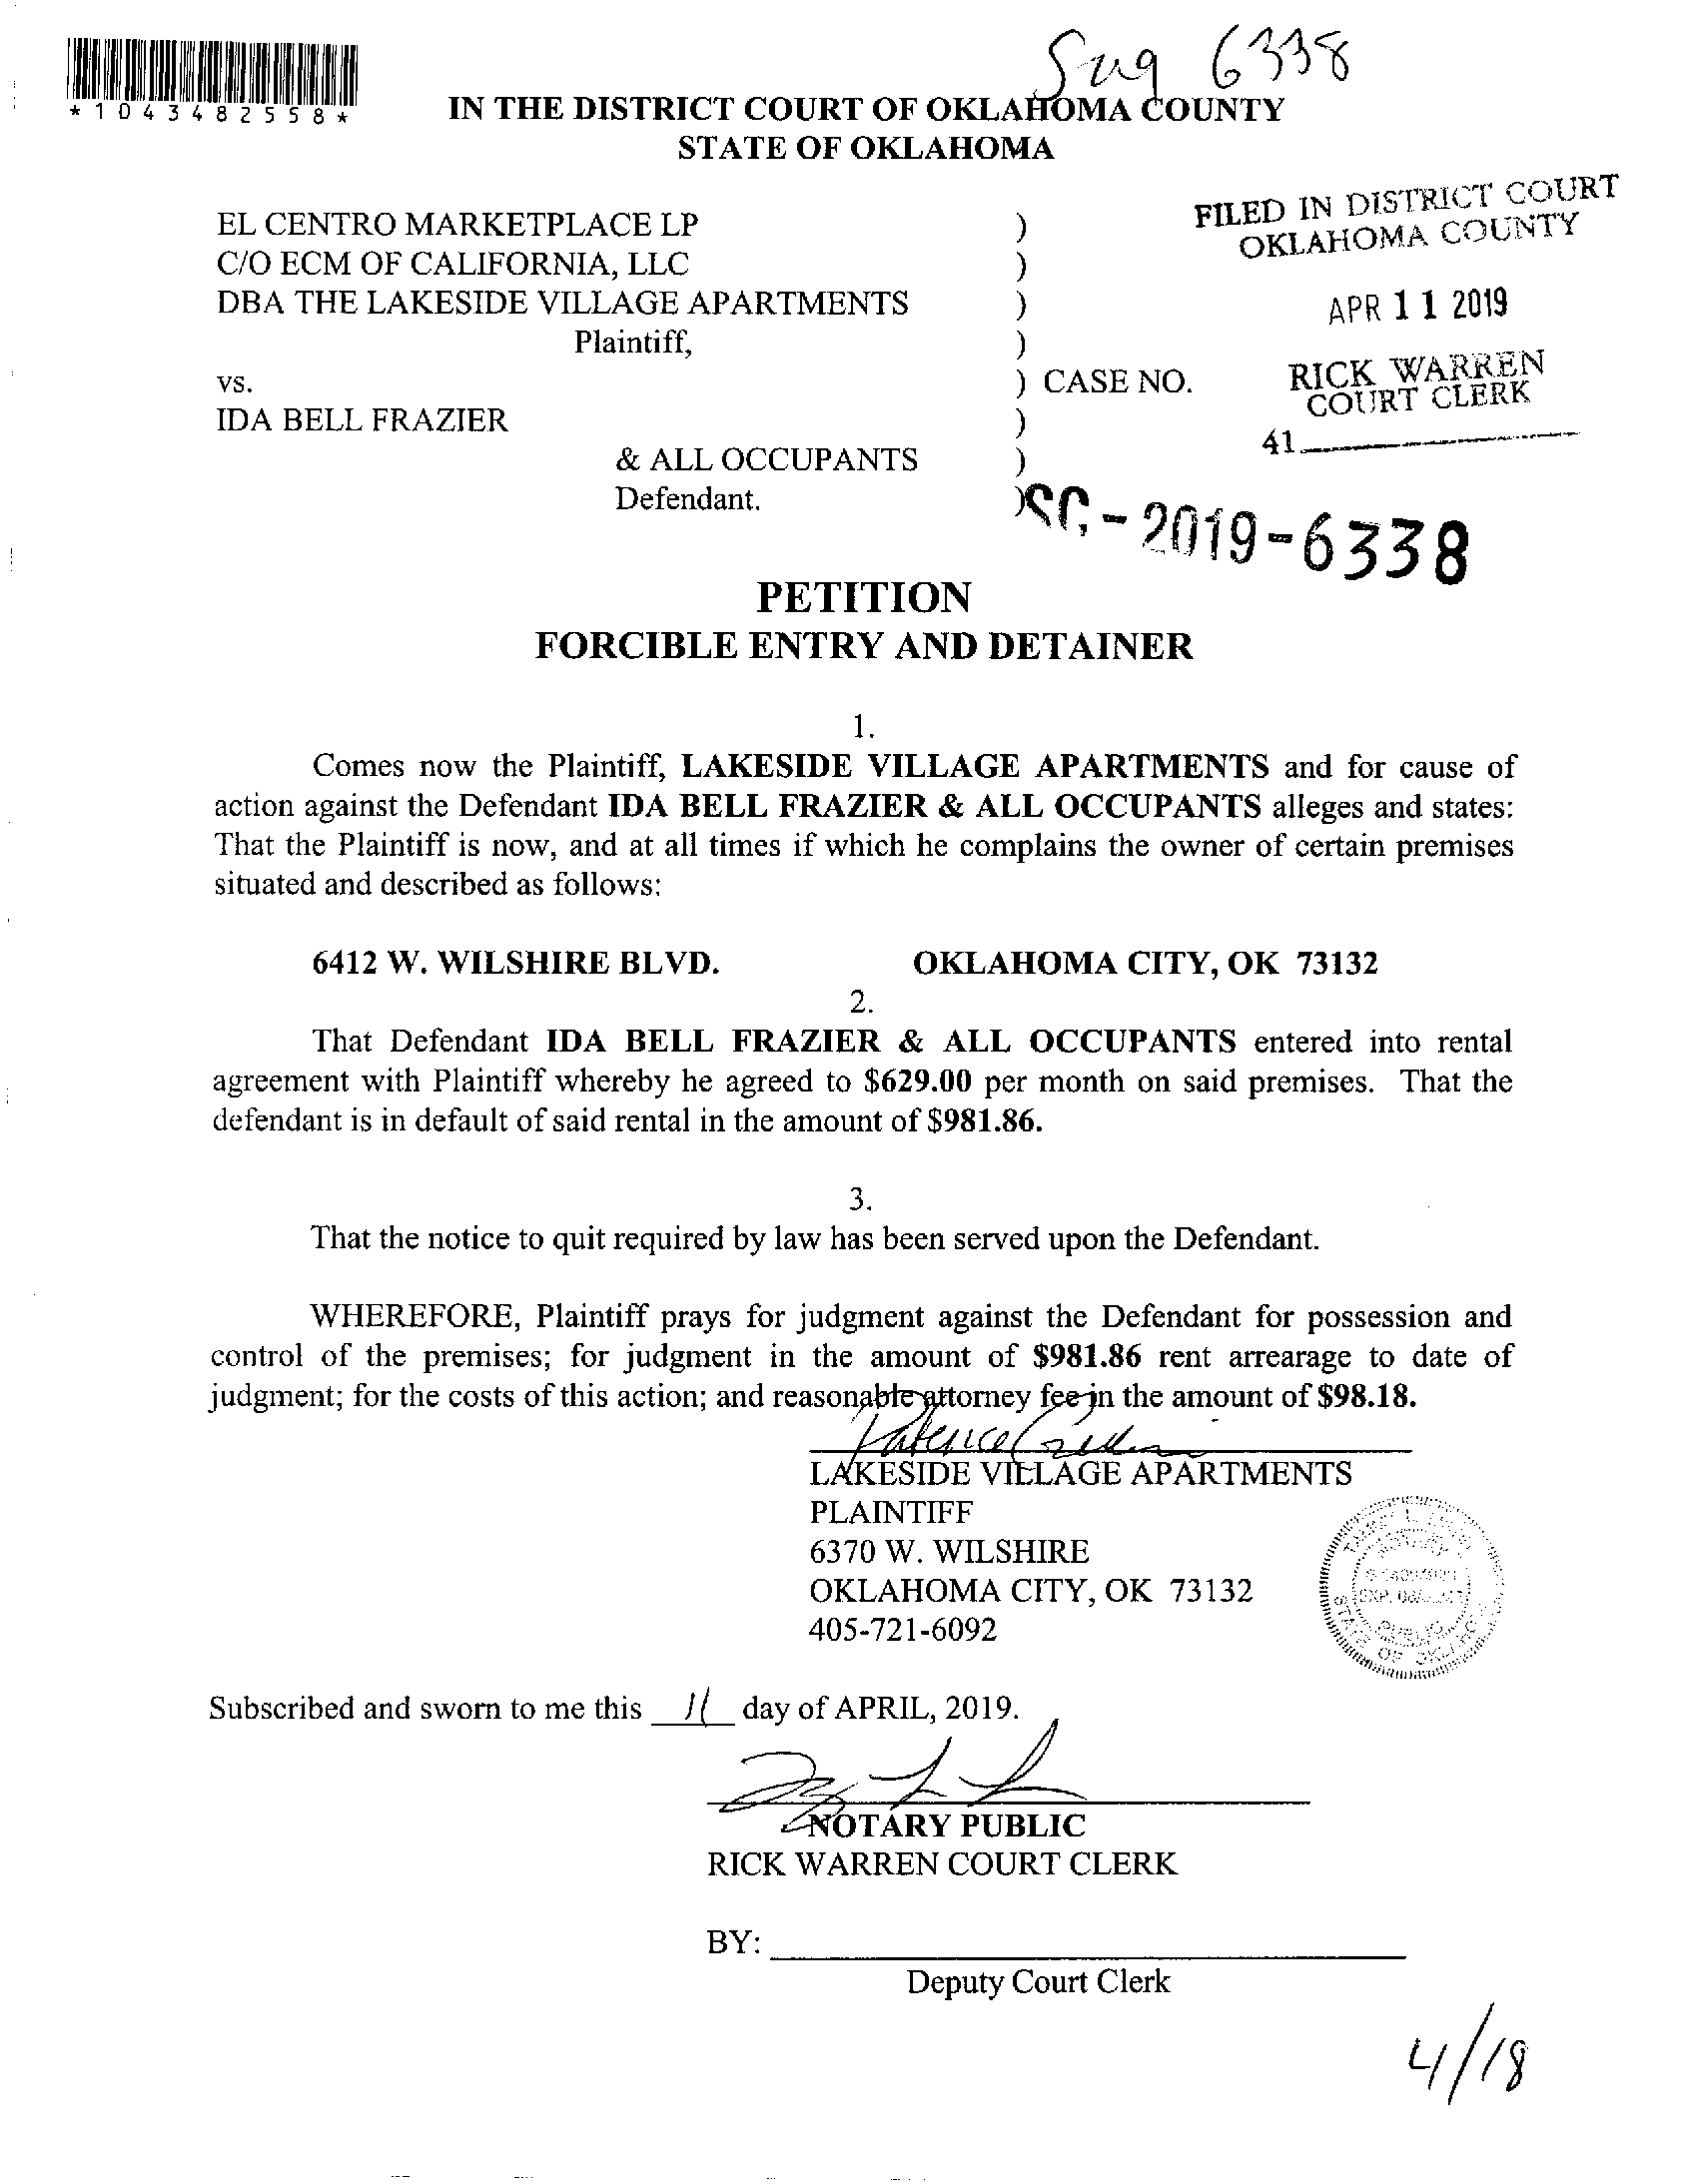 6338
*1043482558*
IN THE DISTRICT COURT OF OKLAHOMA COUNTY
STATE OF OKLAHOMA
FILED IN DISTRICT COURT
OKLAHOMA COUNTY
APR 11 2019
RICK WARREN
COURT CLERK
41
EL CENTRO MARKETPLACE LP )
C/O ECM OF CALIFORNIA, LLC )
DBA THE LAKESIDE VILLAGE APARTMENTS )
Plaintiff, )
vs. ) CASE NO.
IDA BELL FRAZIER )
& ALL OCCUPANTS )
Defendant. )
SC-2019-6338
PETITION
FORCIBLE ENTRY AND DETAINER
1.
Comes now the Plaintiff, LAKESIDE VILLAGE APARTMENTS and for cause of
action against the Defendant IDA BELL FRAZIER & ALL OCCUPANTS alleges and states:
That the Plaintiff is now, and at all times if which he complains the owner of certain premises
situated and described as follows:
6412 W. WILSHIRE BLVD. OKLAHOMA CITY, OK 73132
2.
That Defendant IDA BELL FRAZIER & ALL OCCUPANTS entered into rental
agreement with Plaintiff whereby he agreed to $629.00 per month on said premises. That the
defendant is in default of said rental in the amount of $981.86.
3.
That the notice to quit required by law has been served upon the Defendant.
WHEREFORE, Plaintiff prays for judgment against the Defendant for possession and
control of the premises; for judgment in the amount of $981.86 rent arrearage to date of
judgment; for the costs of this action; and reasonable attorney fee in the amount of $98.18.
LAKESIDE VILLAGE APARTMENTS
PLAINTIFF
6370 W. WILSHIRE
OKLAHOMA CITY, OK 73132
405-721-6092
NOTARY
EXP.
PUBLIC
STATE OF
Subscribed and sworn to me this 11 day of APRIL, 2019.
NOTARY PUBLIC
RICK WARREN COURT CLERK
BY:
Deputy Court Clerk
4/18